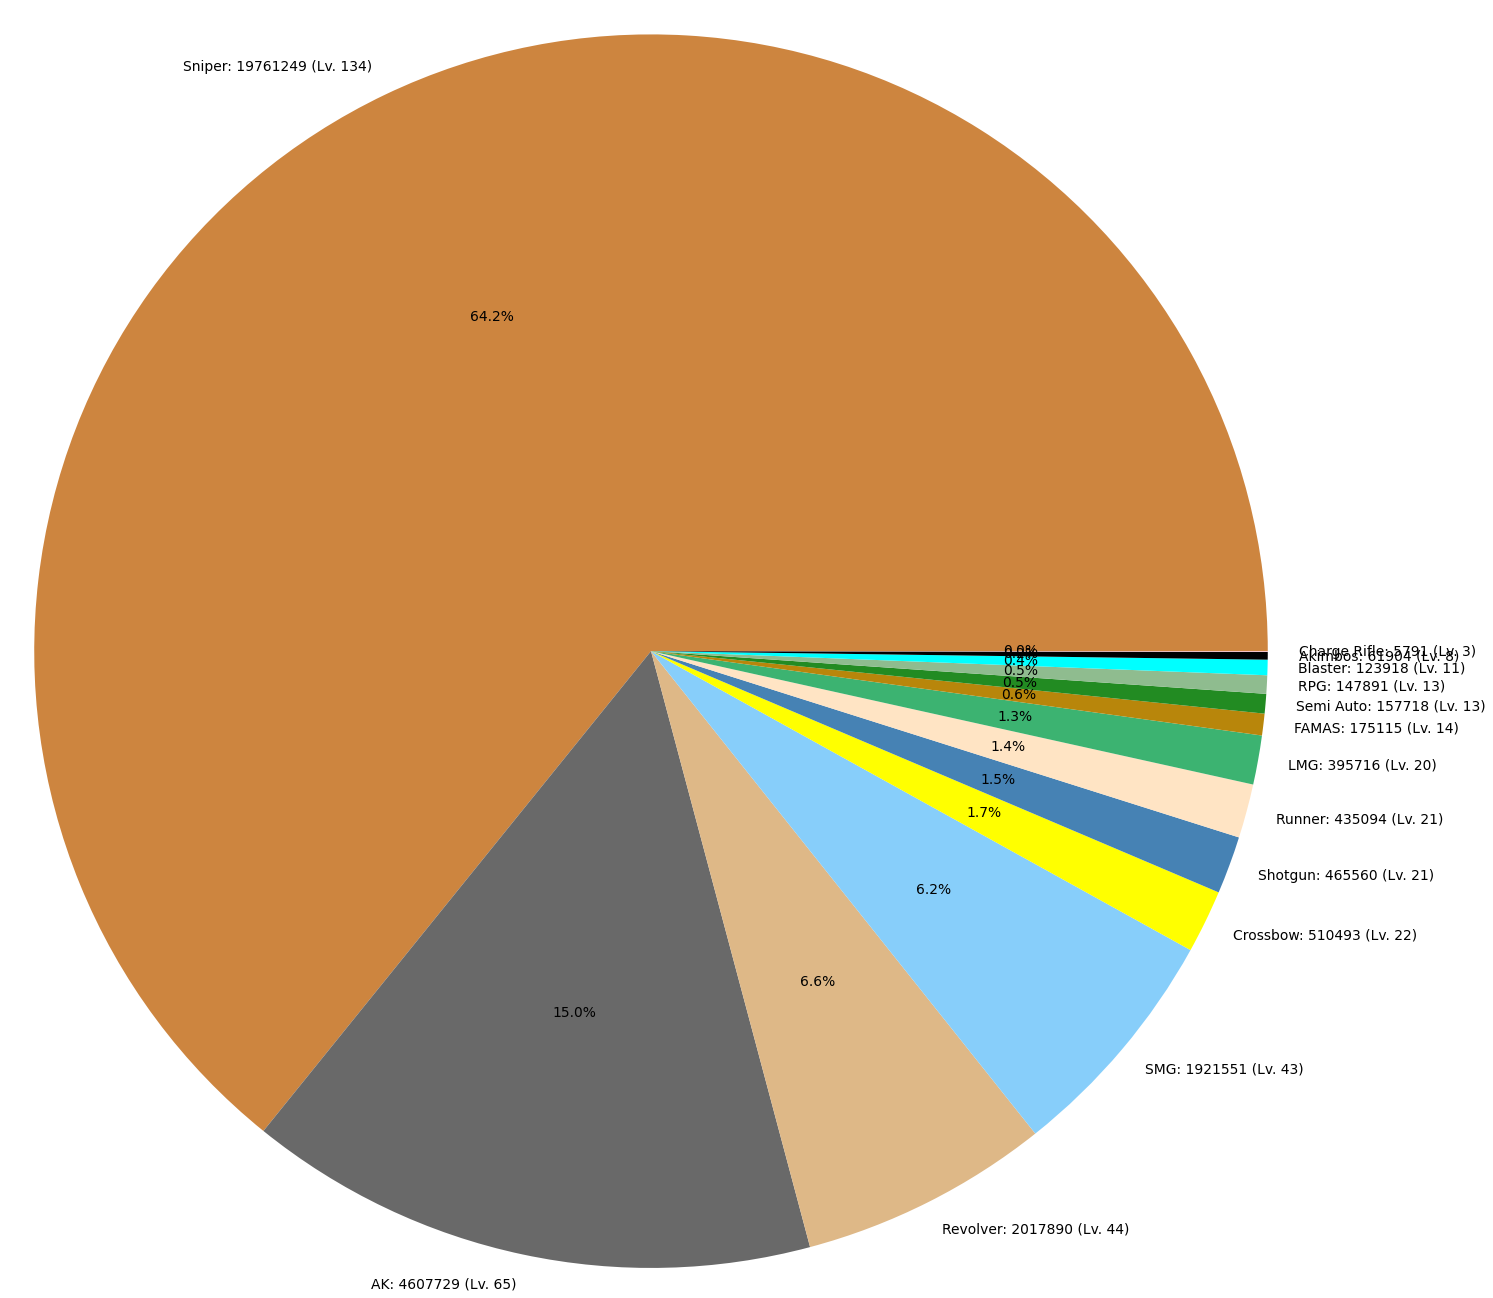 Sniper: 19761249 (Lv. 134)
64.2%
0.0%
Charge Rifle: 5791 (Lv. 3)
Akimbos: 61904 (Lv. 8)
0.4%
Blaster: 123918 (Lv. 11)
0.5%
RPG: 147891 (Lv. 13)
0.5%
Semi Auto: 157718 (Lv. 13)
0.6%
FAMAS: 175115 (Lv. 14)
1.3%
LMG: 395716 (Lv. 20)
1.4%
Runner: 435094 (Lv. 21)
1.5%
Shotgun: 465560 (Lv. 21)
1.7%
Crossbow: 510493 (Lv. 22)
6.2%
SMG: 1921551 (Lv. 43)
6.6%
Revolver: 2017890 (Lv. 44)
15.0%
AK: 4607729 (Lv. 65)